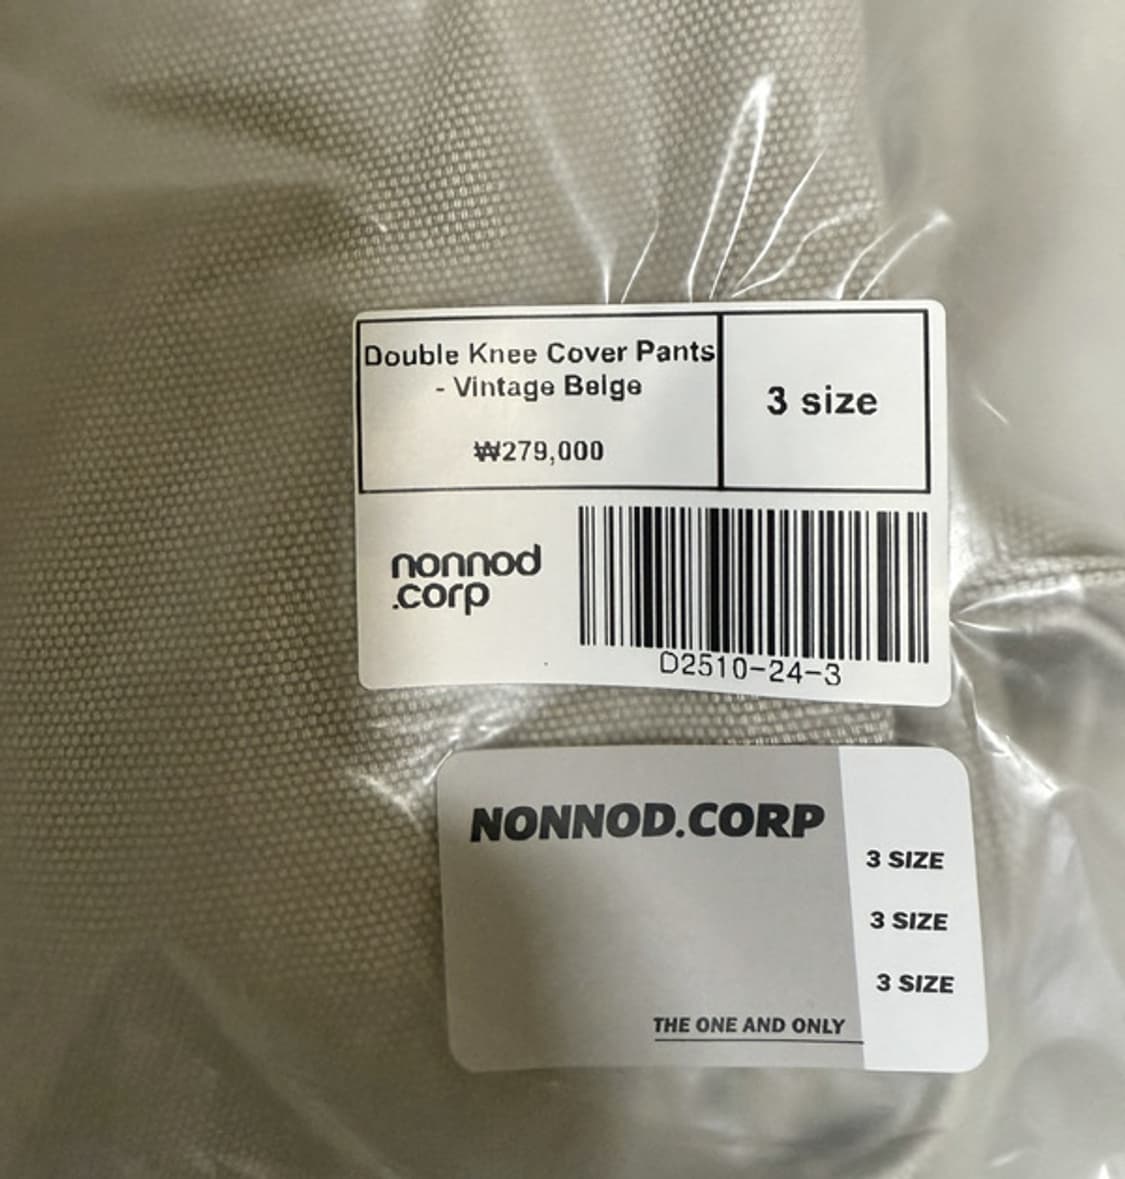 Double Knee Cover Pants
- Vintage Beige
₩279,000
3 size
nonnod
.corp
D2510-24-3
NONNOD.CORP
3 SIZE
3 SIZE
3 SIZE
THE ONE AND ONLY